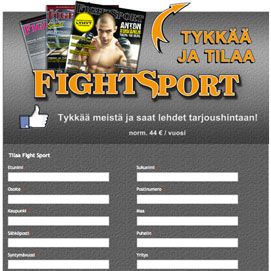 FIGHTSPORT
TYKKÄÄ
JA TILAA
FIGHTSPORT
Tykkää meistä ja saat lehdet tarjoushintaan!
norm. 44 € / vuosi
Tilaa Fight Sport
Etunimi
Sukunimi
Osoite
Postinumero
Kaupunki
Maa
Sähköposti
Puhelin
Syntymävuosi
Yritys